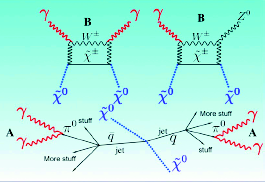 γ B γ γ B Z⁰
W± W±
χ̃± χ̃±
χ̃⁰ χ̃⁰ χ̃⁰ χ̃⁰
γ stuff χ̃⁰ More stuff γ
A π⁰ q̄ jet q π⁰ A
γ More stuff jet stuff γ
χ̃⁰